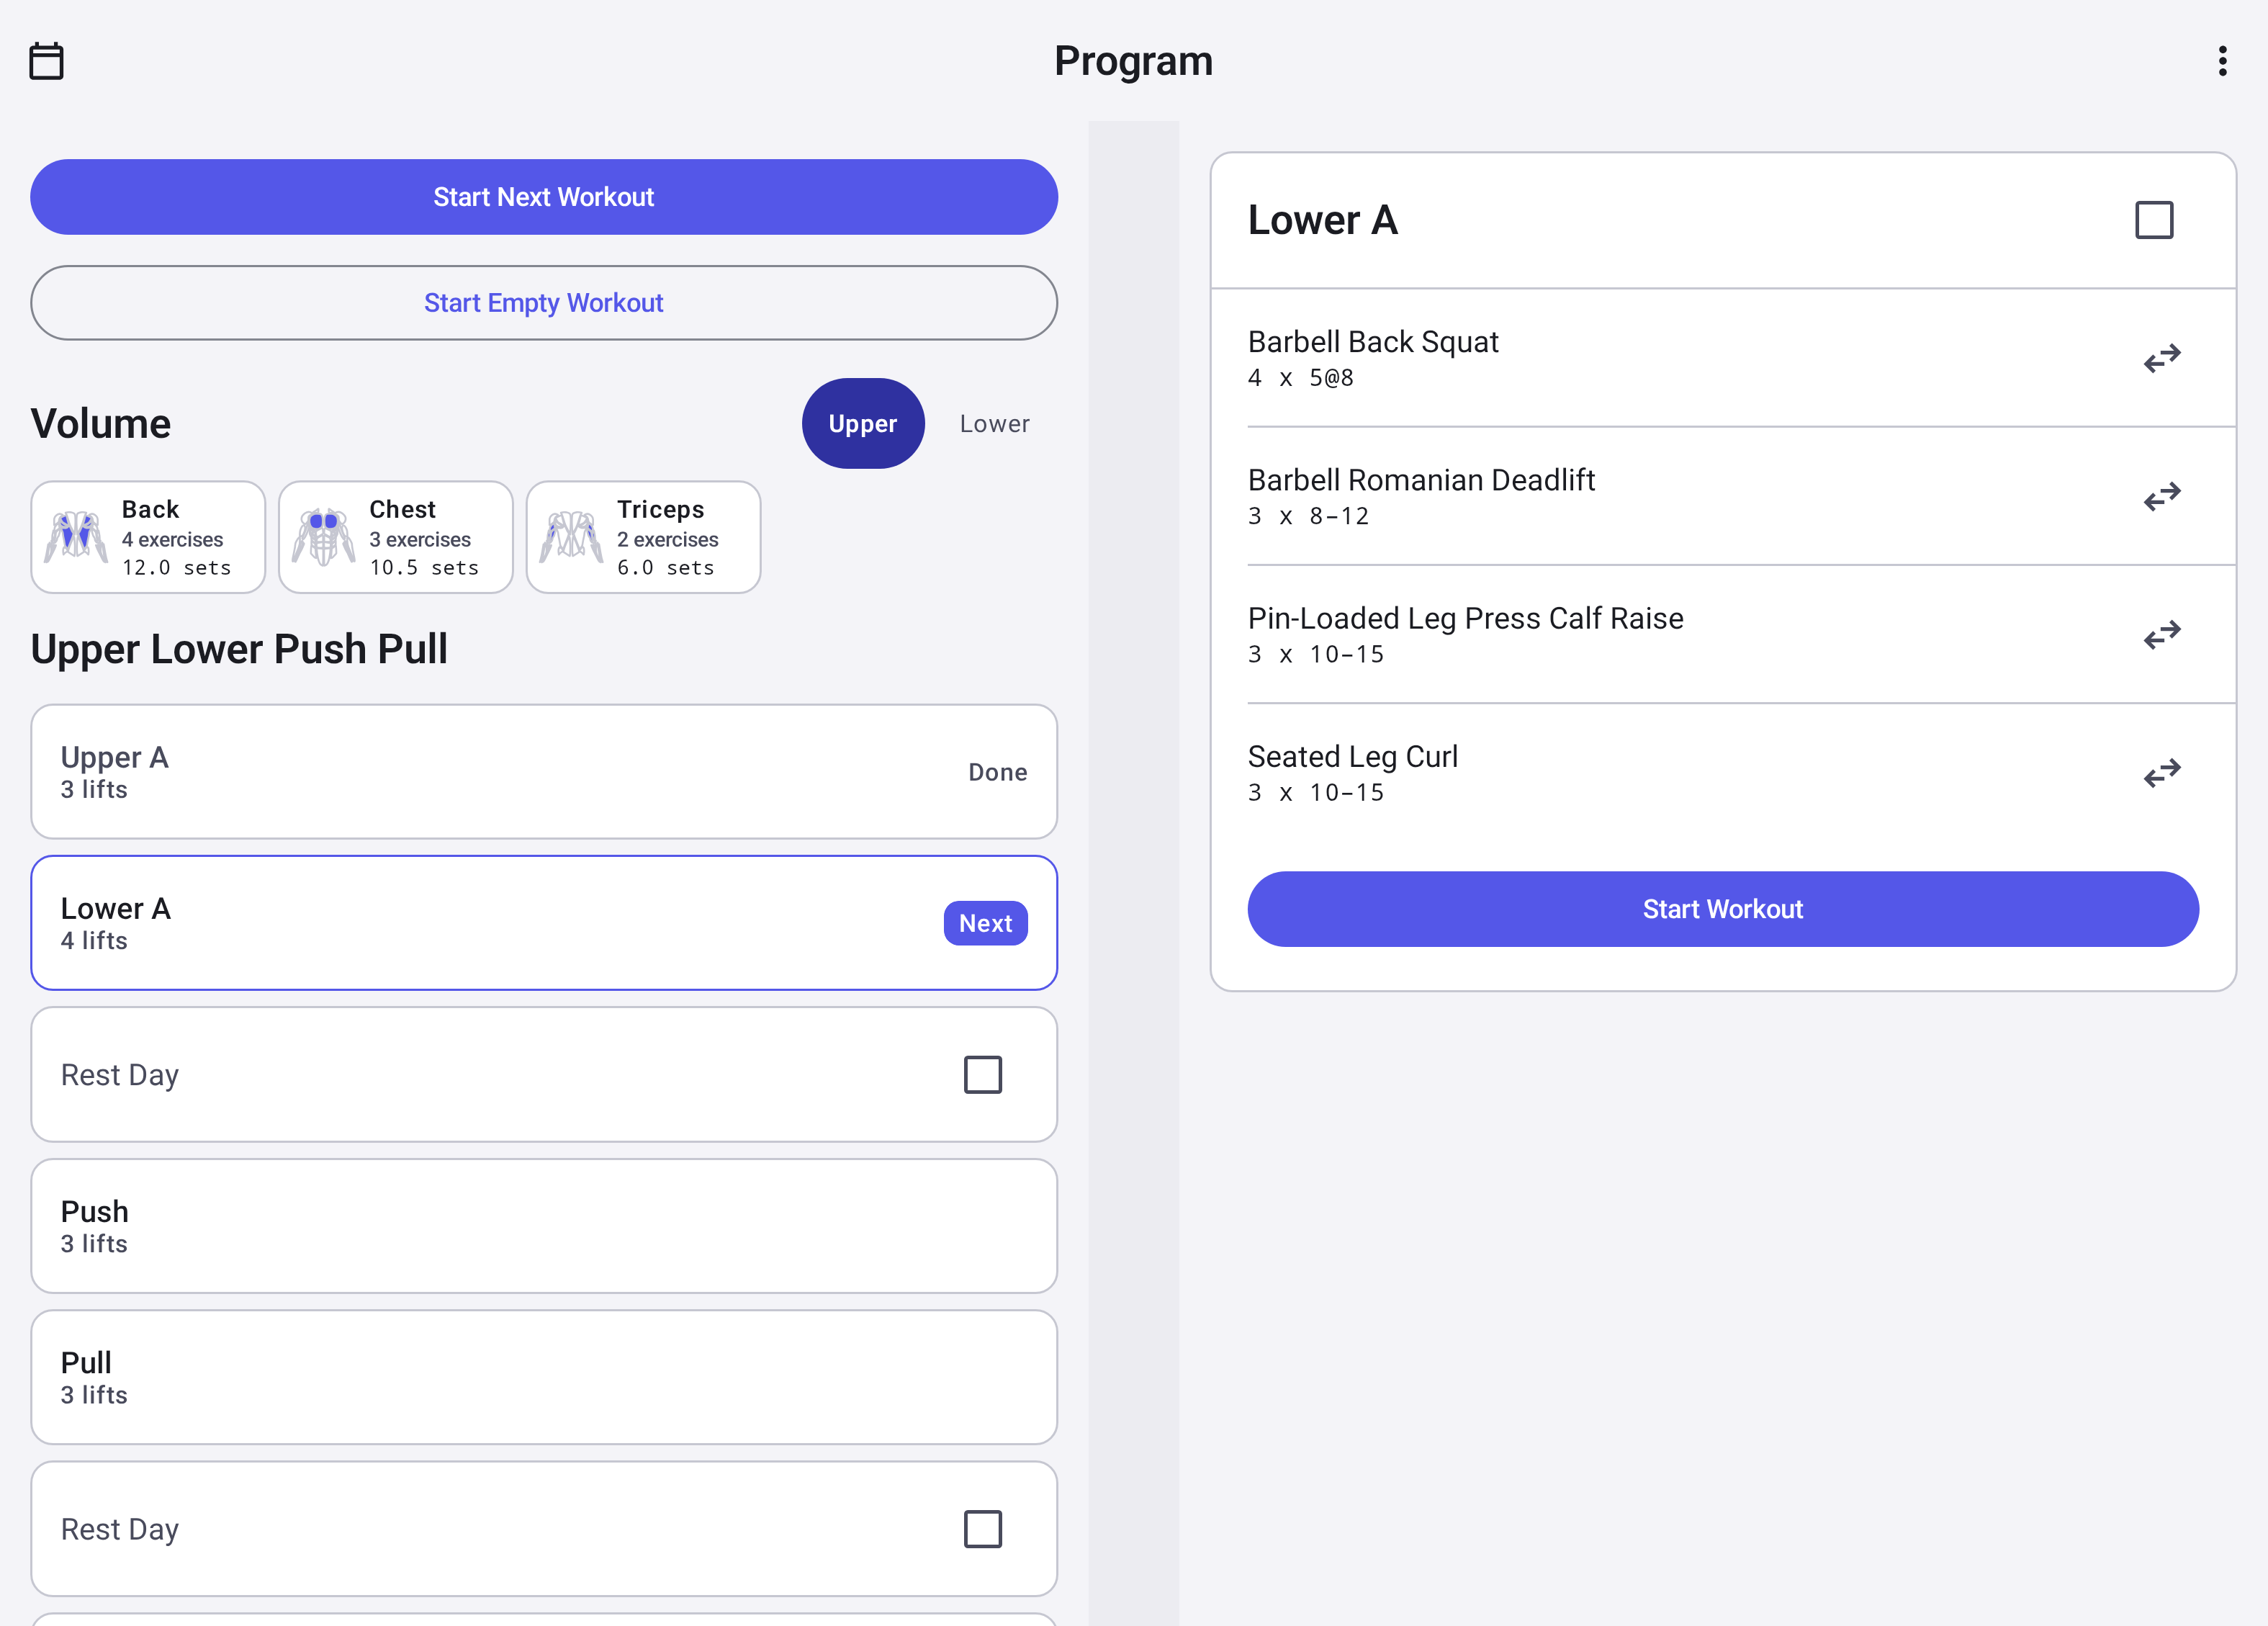 Program
Start Next Workout
Start Empty Workout
Volume
Upper
Lower
Back
4 exercises
12.0 sets
Chest
3 exercises
10.5 sets
Triceps
2 exercises
6.0 sets
Upper Lower Push Pull
Upper A
3 lifts
Done
Lower A
4 lifts
Next
Rest Day
Push
3 lifts
Pull
3 lifts
Rest Day
Lower A
Barbell Back Squat
4 x 5@8
Barbell Romanian Deadlift
3 x 8–12
Pin-Loaded Leg Press Calf Raise
3 x 10–15
Seated Leg Curl
3 x 10–15
Start Workout